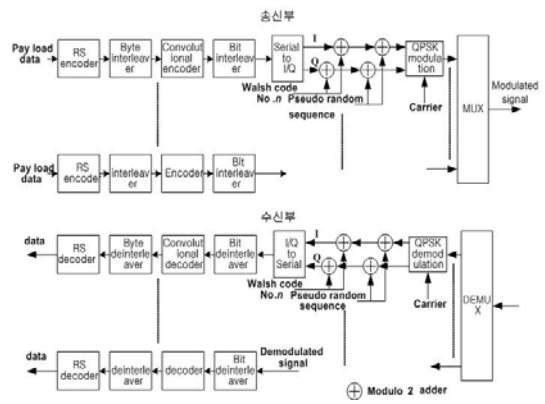 송신부
Pay load data
RS encoder
Byte interleaver
Convolutional encoder
Bit interleaver
Serial to I/Q
I
Q
Walsh code No.n
Pseudo random sequence
QPSK modulation
Carrier
MUX
Modulated signal
Pay load data
RS encoder
interleaver
Encoder
Bit interleaver
수신부
data
RS decoder
Byte deinterleaver
Convolutional decoder
Bit deinterleaver
I/Q to Serial
I
Q
Walsh code No.n
Pseudo random sequence
QPSK demodulation
Carrier
DEMUX
data
RS decoder
deinterleaver
decoder
Bit deinterleaver
Demodulated signal
Modulo 2 adder